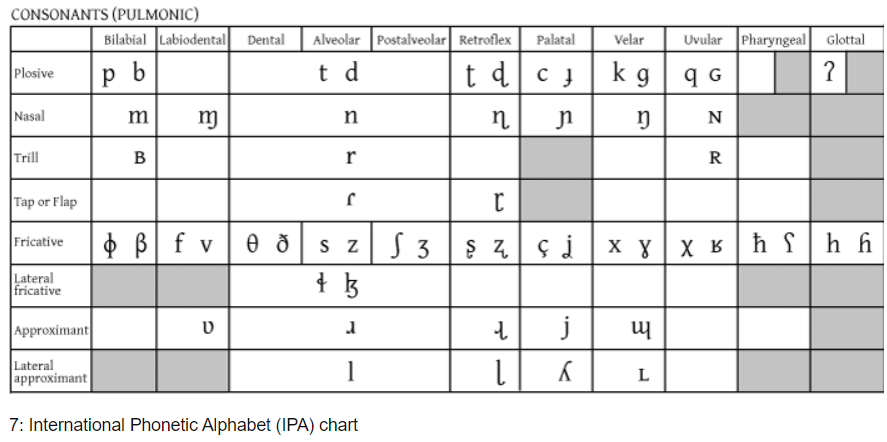 CONSONANTS (PULMONIC)
Bilabial Labiodental Dental Alveolar Postalveolar Retroflex Palatal Velar Uvular Pharyngeal Glottal
Plosive p b t d ʈ ɖ c ɟ k g q ɢ ʔ
Nasal m ɱ n ɳ ɲ ŋ ɴ
Trill ʙ r ʀ
Tap or Flap ɾ ɽ
Fricative ɸ β f v θ ð s z ʃ ʒ ʂ ʐ ç ʝ x ɣ χ ʁ ħ ʕ h ɦ
Lateral
fricative ɬ ɮ
Approximant ʋ ɹ ɻ j ɰ
Lateral
approximant l ɭ ʎ ʟ
7: International Phonetic Alphabet (IPA) chart